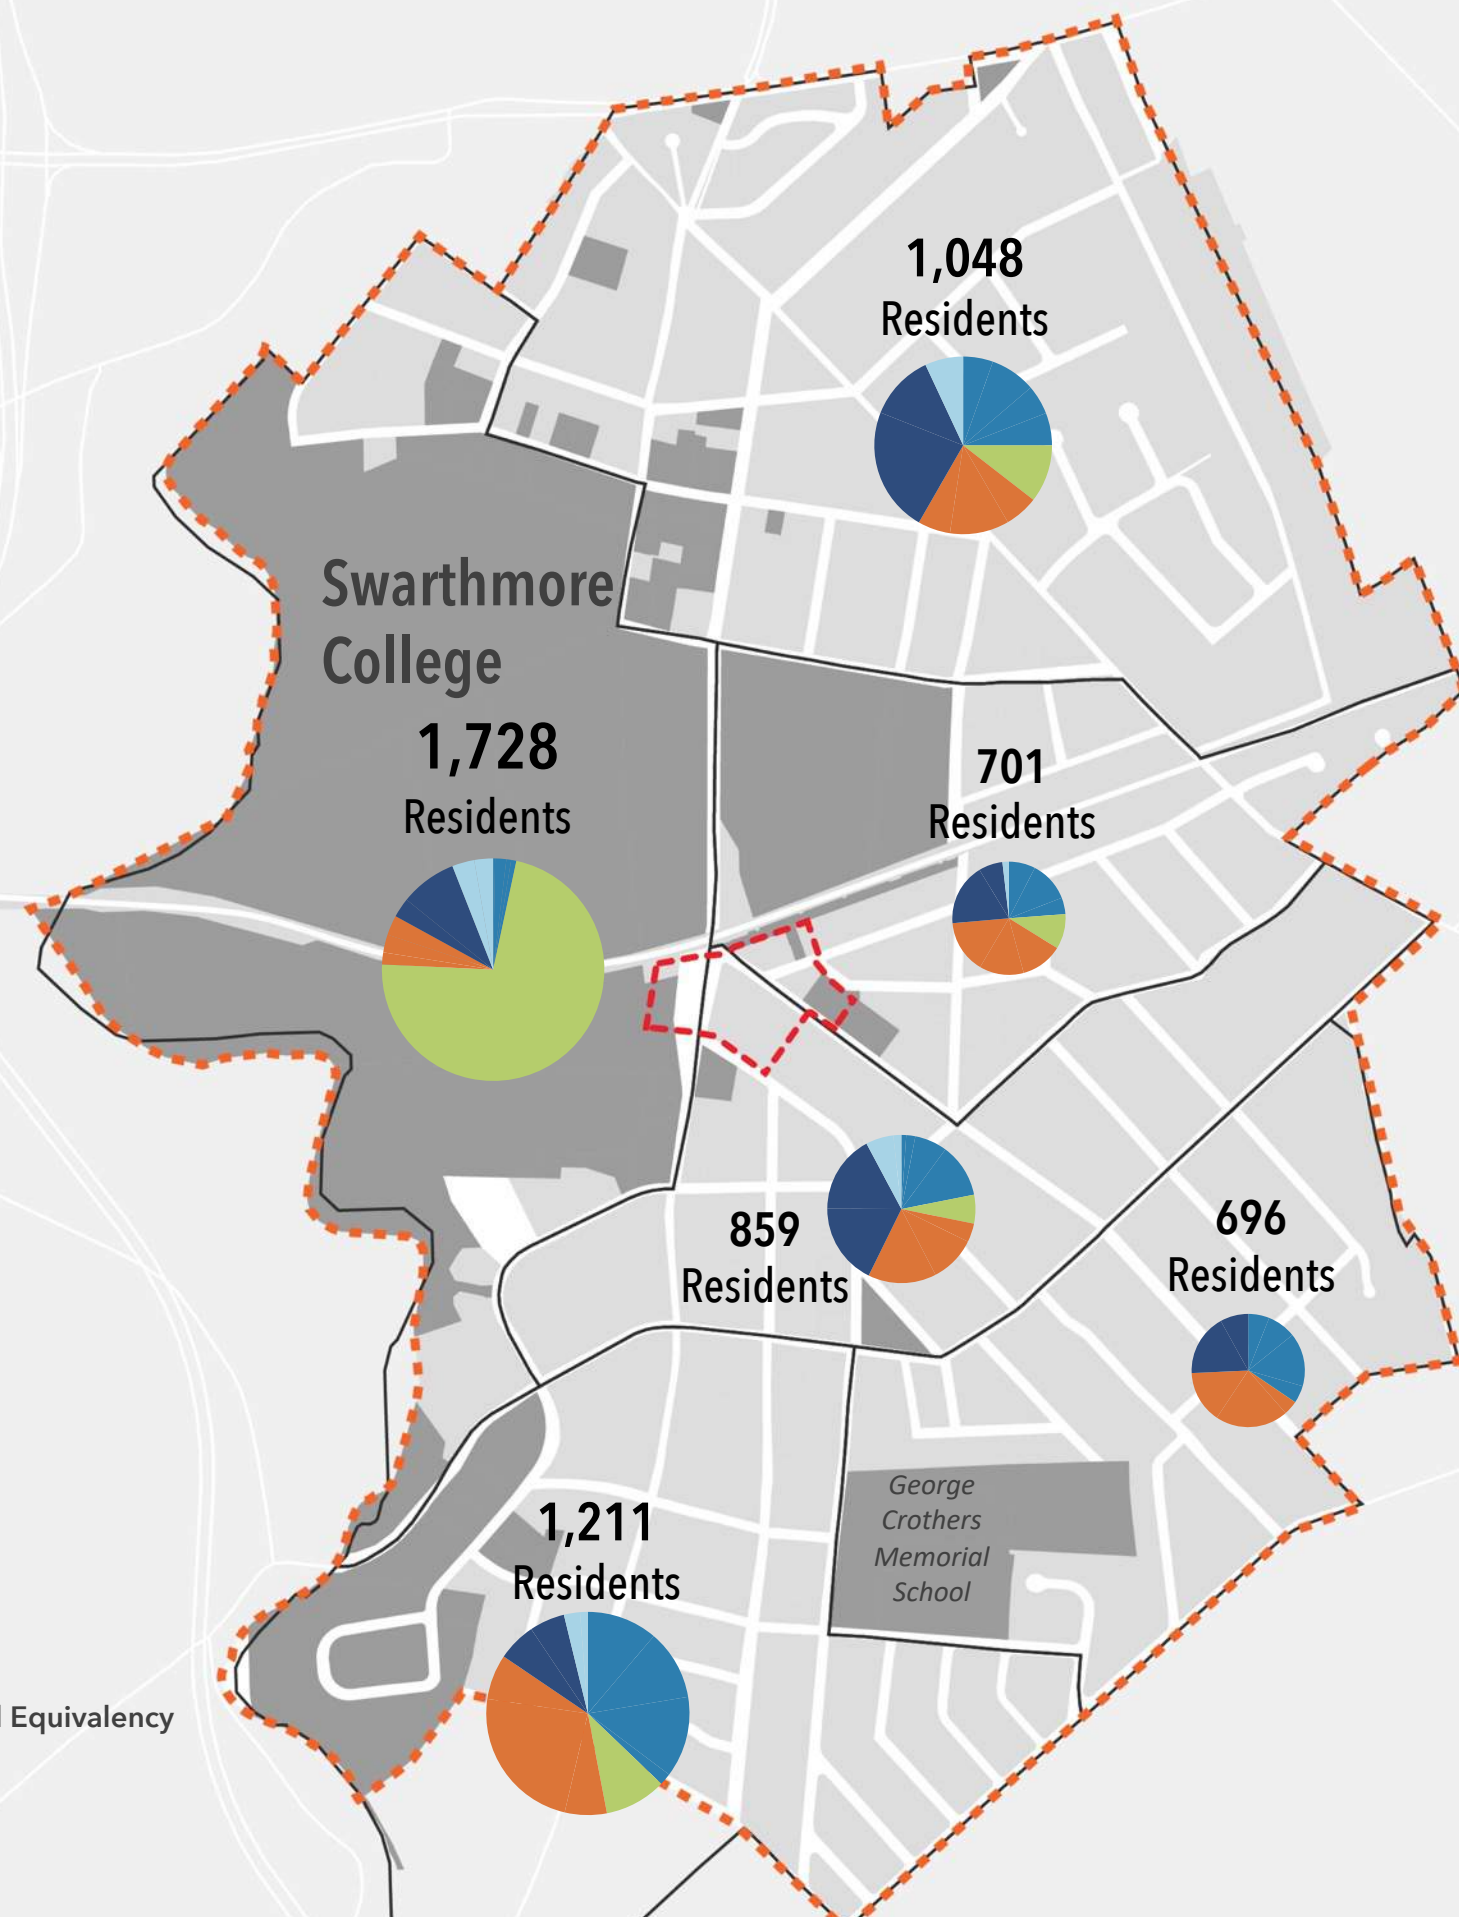 1,048
Residents
Swarthmore
College
1,728
Residents
701
Residents
859
Residents
696
Residents
George
Crothers
Memorial
School
1,211
Residents
Equivalency